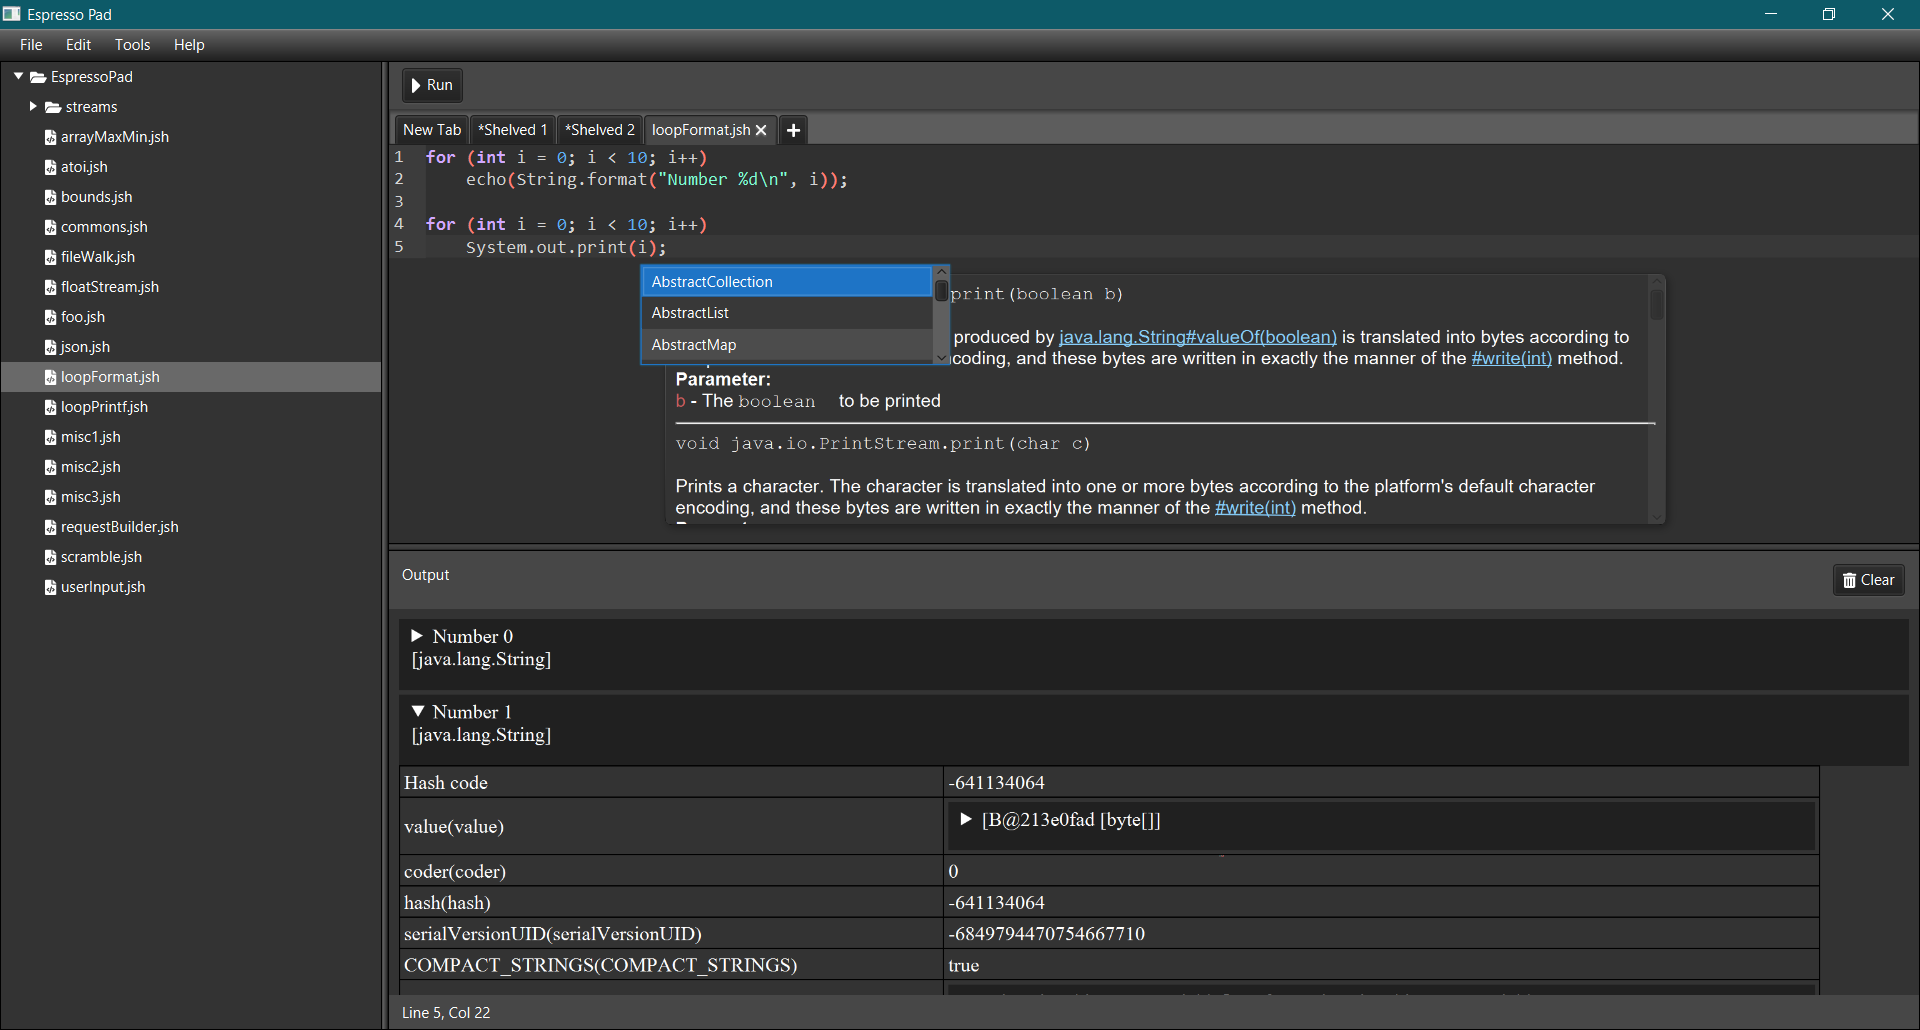 Espresso Pad
File Edit Tools Help
EspressoPad
streams
arrayMaxMin.jsh
atoi.jsh
bounds.jsh
commons.jsh
fileWalk.jsh
floatStream.jsh
foo.jsh
json.jsh
loopFormat.jsh
loopPrintf.jsh
misc1.jsh
misc2.jsh
misc3.jsh
requestBuilder.jsh
scramble.jsh
userInput.jsh
Run
New Tab *Shelved 1 *Shelved 2 loopFormat.jsh
1 for (int i = 0; i < 10; i++)
2 echo(String.format("Number %d\n", i));
3
4 for (int i = 0; i < 10; i++)
5 System.out.print(i);
AbstractCollection
AbstractList
AbstractMap
print(boolean b)
produced by java.lang.String#valueOf(boolean) is translated into bytes according to
coding, and these bytes are written in exactly the manner of the #write(int) method.
Parameter:
b - The boolean to be printed
void java.io.PrintStream.print(char c)
Prints a character. The character is translated into one or more bytes according to the platform's default character
encoding, and these bytes are written in exactly the manner of the #write(int) method.
Output
Clear
Number 0
[java.lang.String]
Number 1
[java.lang.String]
Hash code -641134064
value(value) [B@213e0fad [byte[]]
coder(coder) 0
hash(hash) -641134064
serialVersionUID(serialVersionUID) -6849794470754667710
COMPACT_STRINGS(COMPACT_STRINGS) true
Line 5, Col 22